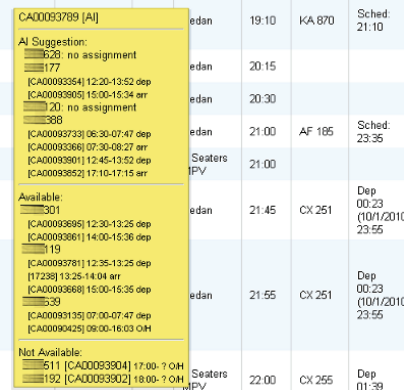 CA00093789 [AI]
AI Suggestion:
628: no assignment
177
[CA00093354] 12:20-13:52 dep
[CA00093905] 15:00-15:34 arr
120: no assignment
388
[CA00093733] 06:30-07:47 dep
[CA00093366] 07:30-08:27 arr
[CA00093901] 12:45-13:52 dep
[CA00093852] 17:10-17:15 arr
Available:
301
[CA00093695] 12:30-13:25 dep
[CA00093861] 14:00-15:36 dep
119
[CA00093781] 12:35-13:25 dep
[17238] 13:25-14:04 arr
[CA00093668] 15:00-15:35 dep
539
[CA00093135] 07:00-07:47 dep
[CA00090425] 09:00-16:03 O/H
Not Available:
511 [CA00093904] 17:00- ? O/H
192 [CA00093902] 18:00- ? O/H
edan 19:10 KA 870 Sched:
21:10
edan 20:15
edan 20:30
edan 21:00 AF 185 Sched:
23:35
Seaters
MPV 21:00
edan 21:45 CX 251 Dep
00:23
(10/1/2010
23:55
edan 21:55 CX 251 Dep
00:23
(10/1/2010
23:55
Seaters
MPV 22:00 CX 255 Dep
01:39